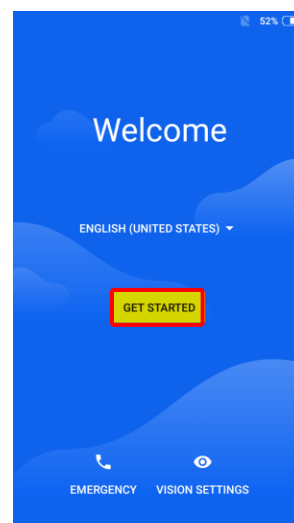 52%
Welcome
ENGLISH (UNITED STATES)
GET STARTED
EMERGENCY VISION SETTINGS